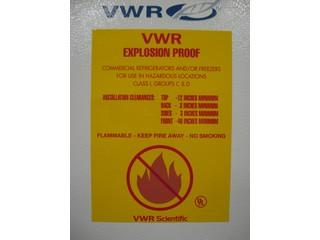 VWR
VWR
EXPLOSION PROOF
COMMERCIAL REFRIGERATORS AND/OR FREEZERS
FOR USE IN HAZARDOUS LOCATIONS
CLASS I, GROUPS C & D
INSTALLATION CLEARANCES: TOP -12 INCHES MINIMUM
BACK - 3 INCHES MINIMUM
SIDES - 3 INCHES MINIMUM
FRONT -46 INCHES MINIMUM
FLAMMABLE - KEEP FIRE AWAY - NO SMOKING
UL
VWR Scientific